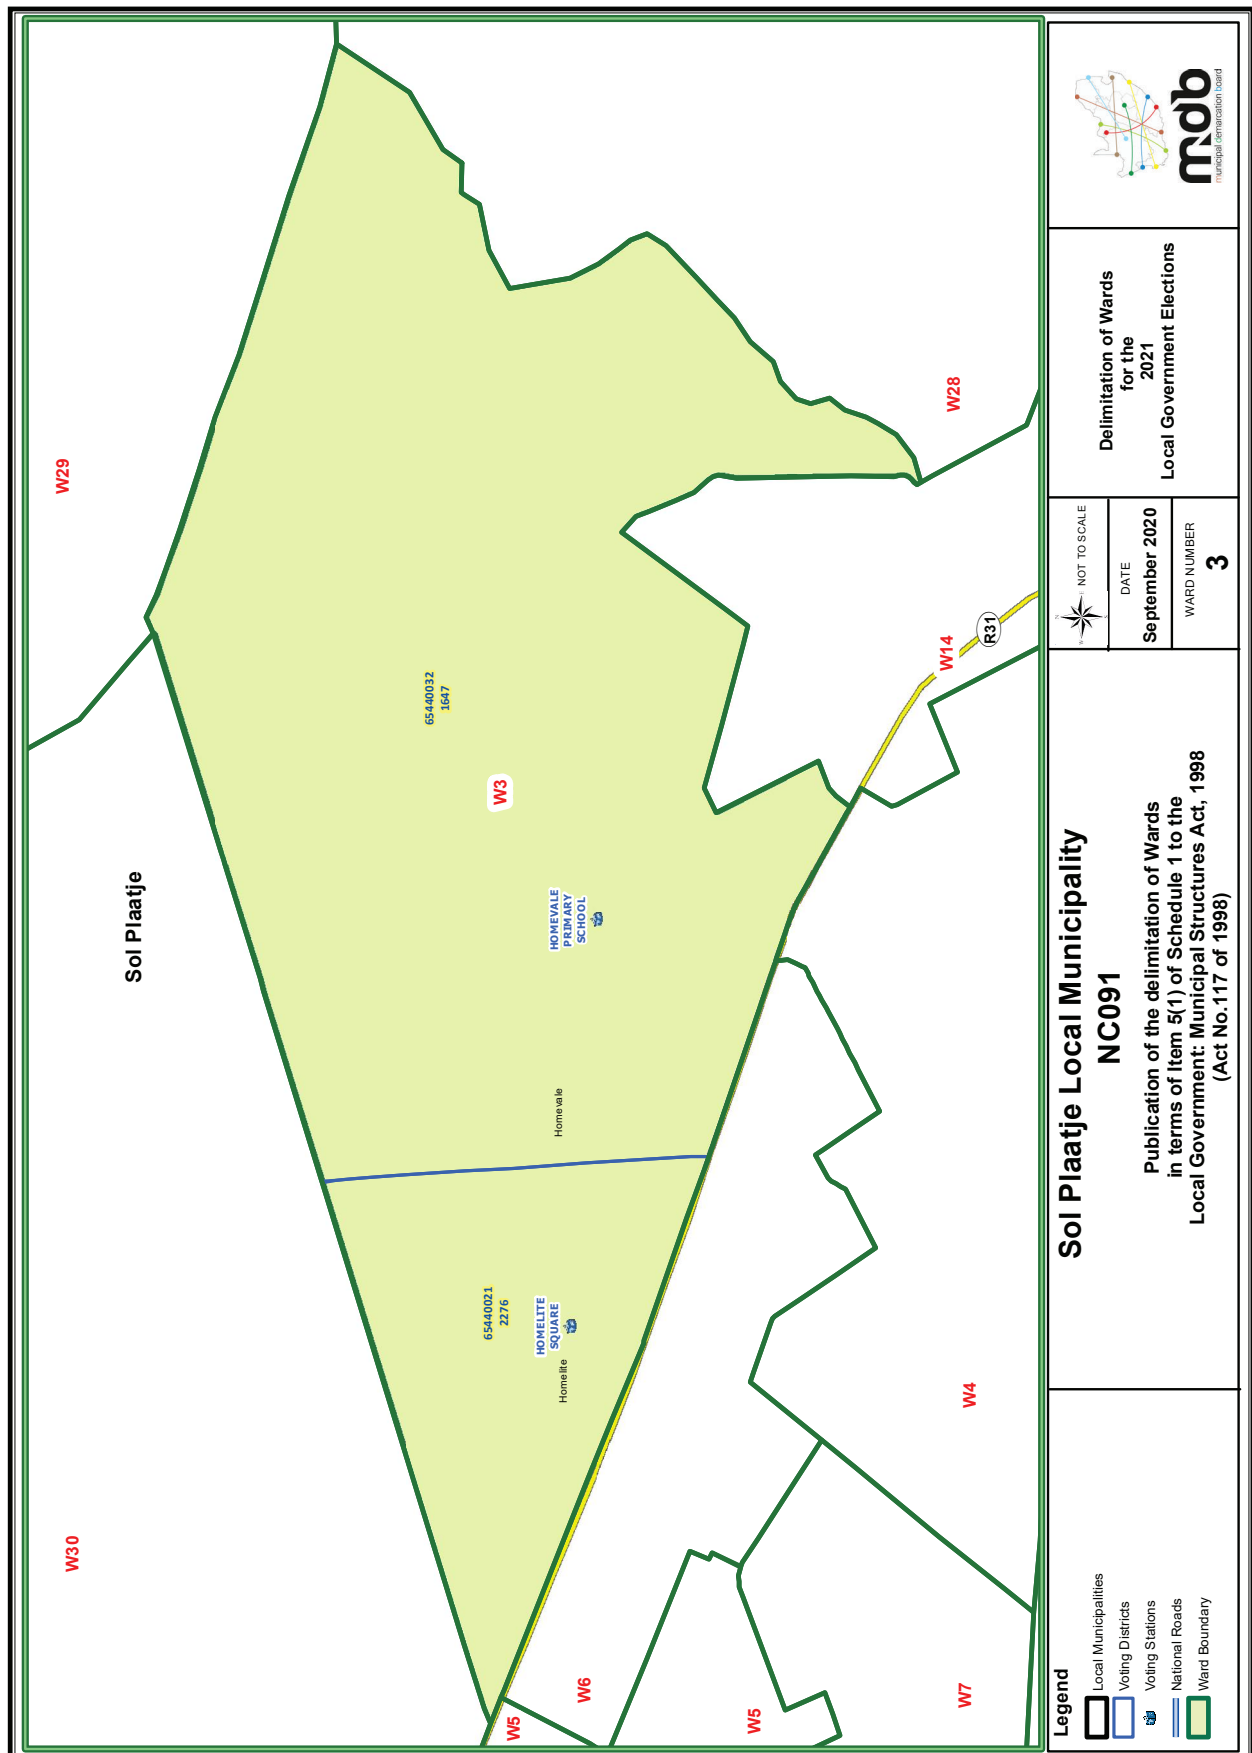 W30
W29
Sol Plaatje
65440032
1647
W3
HOMEVALE
PRIMARY
SCHOOL
Homevale
65440021
2276
HOMELITE
SQUARE
Homelite
W28
W14
R31
W5
W6
W5
W7
W4
Legend
Local Municipalities
Voting Districts
Voting Stations
National Roads
Ward Boundary
Sol Plaatje Local Municipality
NC091
Publication of the delimitation of Wards
in terms of Item 5(1) of Schedule 1 to the
Local Government: Municipal Structures Act, 1998
(Act No.117 of 1998)
N
W
E
S
NOT TO SCALE
DATE
September 2020
WARD NUMBER
3
Delimitation of Wards
for the
2021
Local Government Elections
mdb
municipal demarcation board